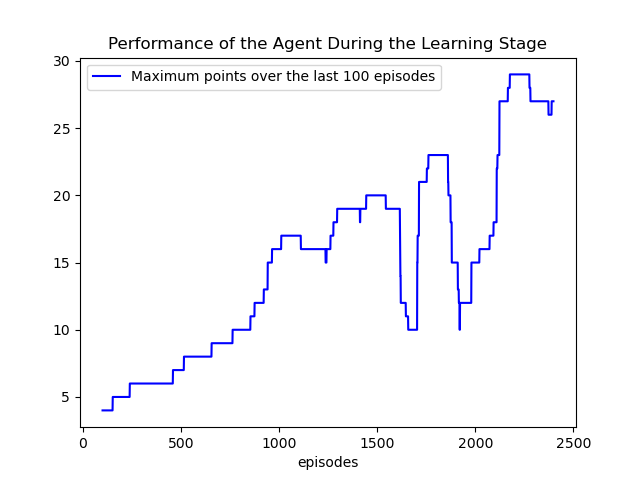 Performance of the Agent During the Learning Stage
Maximum points over the last 100 episodes
30
25
20
15
10
5
0 500 1000 1500 2000 2500
episodes